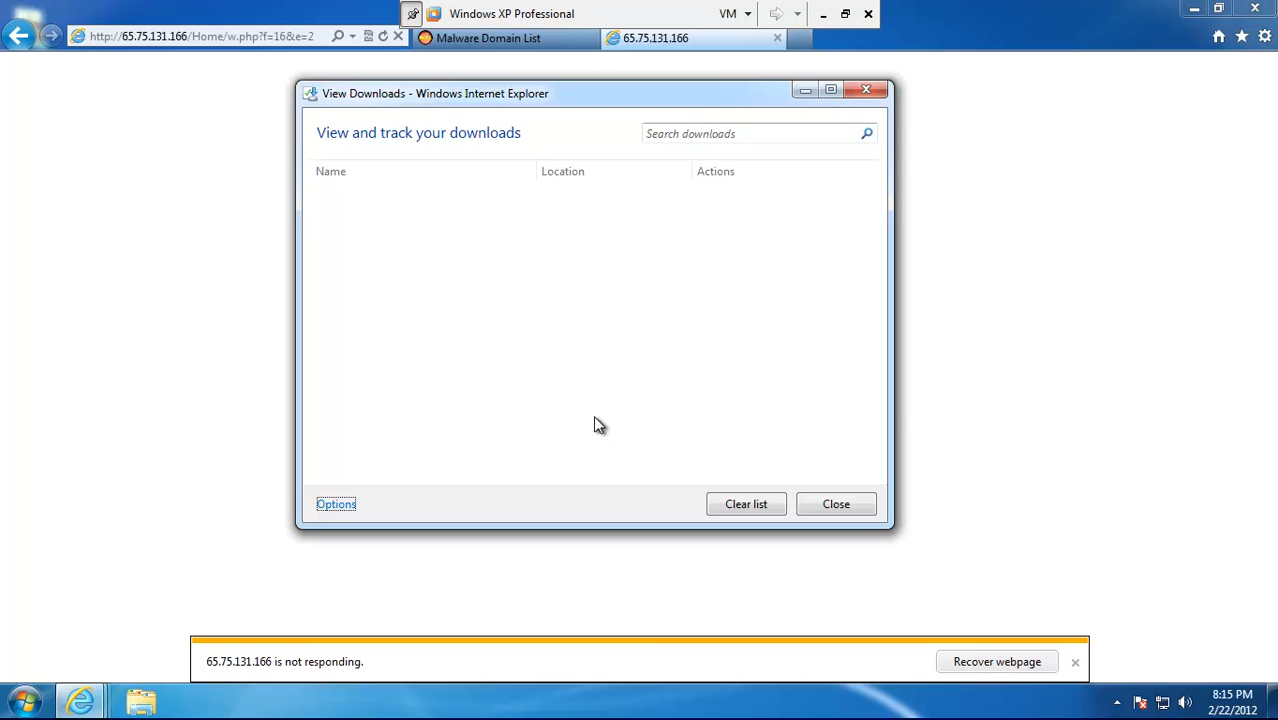 Windows XP Professional
VM
http://65.75.131.166/Home/w.php?f=16&e=2
Malware Domain List
65.75.131.166
View Downloads - Windows Internet Explorer
View and track your downloads
Search downloads
Name
Location
Actions
Options
Clear list
Close
65.75.131.166 is not responding.
Recover webpage
8:15 PM
2/22/2012